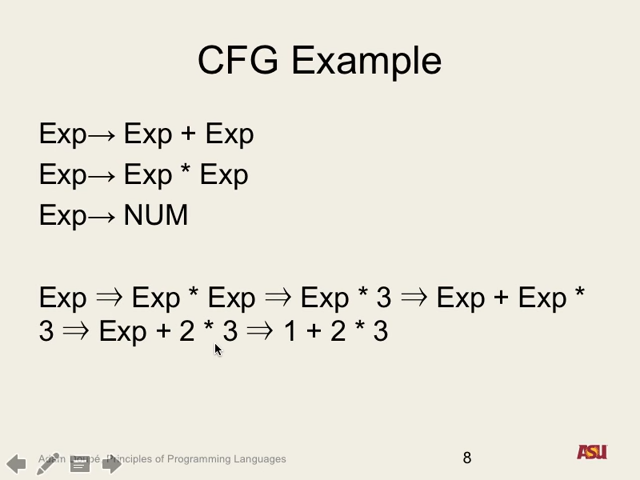 CFG Example
Exp→ Exp + Exp
Exp→ Exp * Exp
Exp→ NUM
Exp ⇒ Exp * Exp ⇒ Exp * 3 ⇒ Exp + Exp *
3 ⇒ Exp + 2 * 3 ⇒ 1 + 2 * 3
Principles of Programming Languages
8
ASU